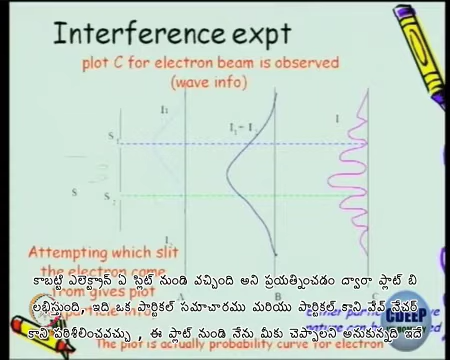 Interference expt
plot C for electron beam is observed
(wave info)
I₁
I₁ + I₂
I
S₁
S
S₂
Attempting which slit
the electron come
from gives plot
B
కాబట్టి ఎలెక్ట్రాన్ ఏ స్లిట్ నుండి వచ్చింది అని ప్రయత్నించడం ద్వారా ప్లాట్ బి
లభిస్తుంది, ఇది ఒక పార్టికల్ సమాచారము మరియు పార్టికల్ కాని వేవ్ నేచర్
కాని పరిశీలించవచ్చు , ఈ ప్లాట్ నుండి నేను మీకు చెప్పాలని అనుకున్నది ఇదే
CDEEP
The plot is actually probability curve for electron